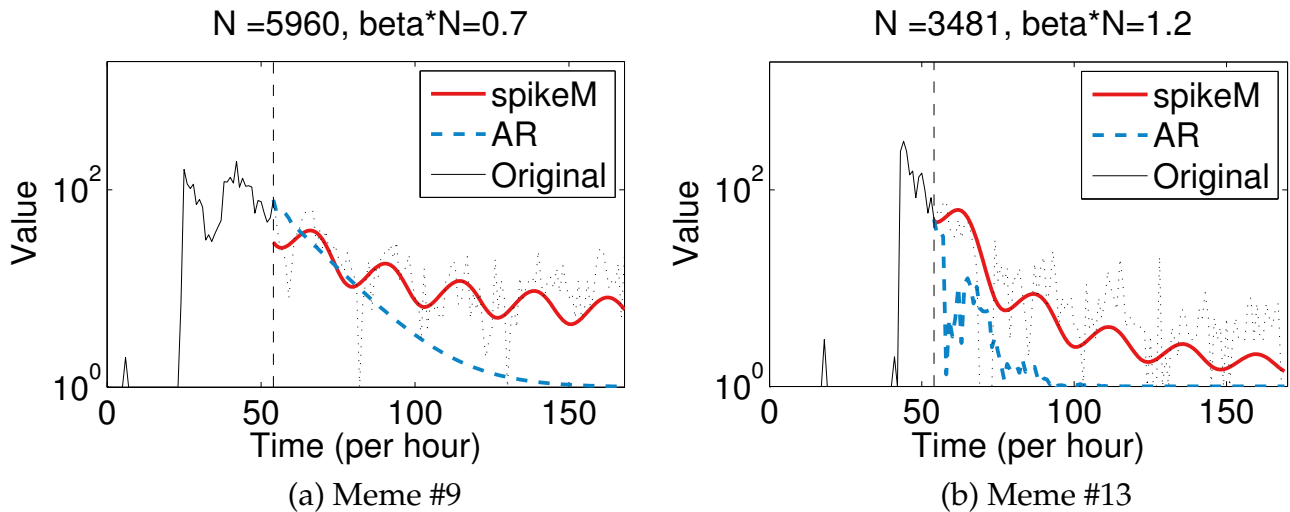 N =5960, beta*N=0.7
Value
10^2
10^0
spikeM
AR
Original
0
50
100
150
Time (per hour)
(a) Meme #9
N =3481, beta*N=1.2
Value
10^2
10^0
spikeM
AR
Original
0
50
100
150
Time (per hour)
(b) Meme #13